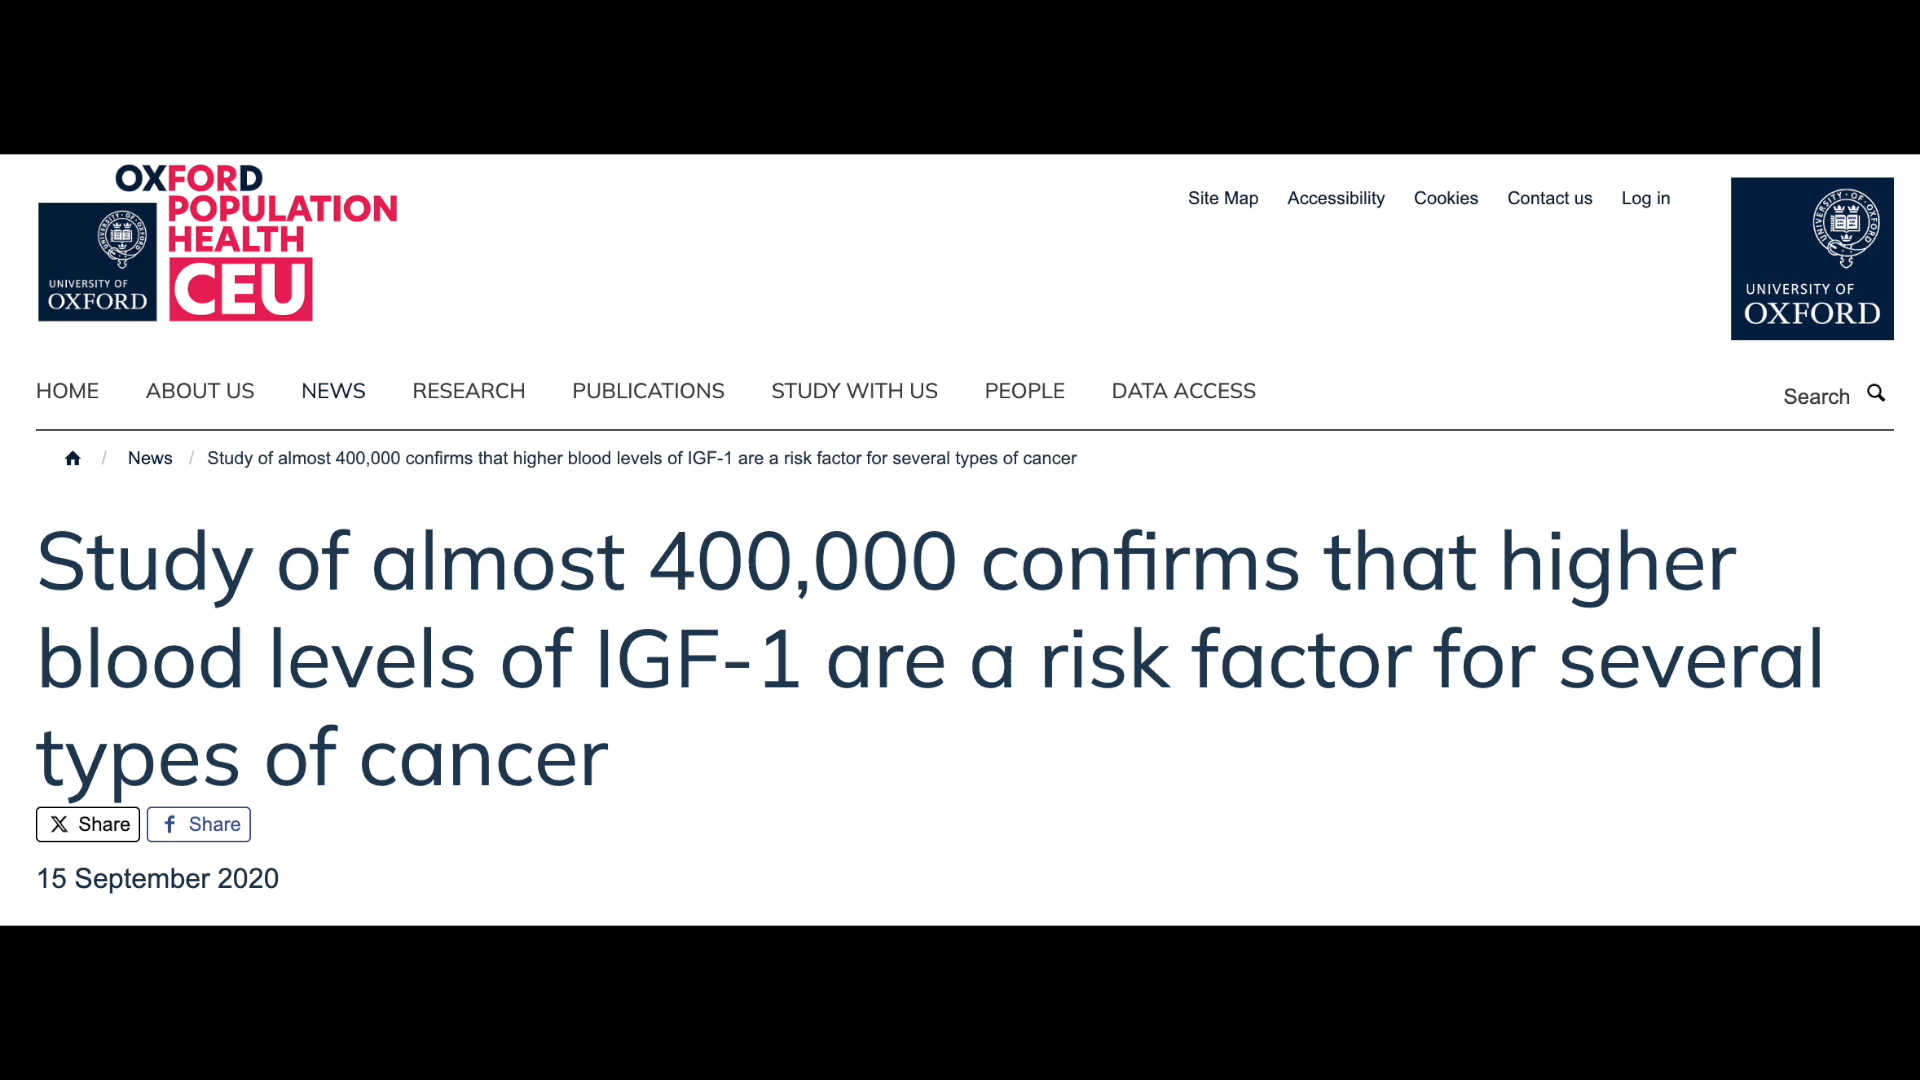 OXFORD
POPULATION
HEALTH
CEU
UNIVERSITY OF
OXFORD
Site Map Accessibility Cookies Contact us Log in
UNIVERSITY OF
OXFORD
HOME ABOUT US NEWS RESEARCH PUBLICATIONS STUDY WITH US PEOPLE DATA ACCESS
Search
/ News / Study of almost 400,000 confirms that higher blood levels of IGF-1 are a risk factor for several types of cancer
Study of almost 400,000 confirms that higher
blood levels of IGF-1 are a risk factor for several
types of cancer
X Share f Share
15 September 2020